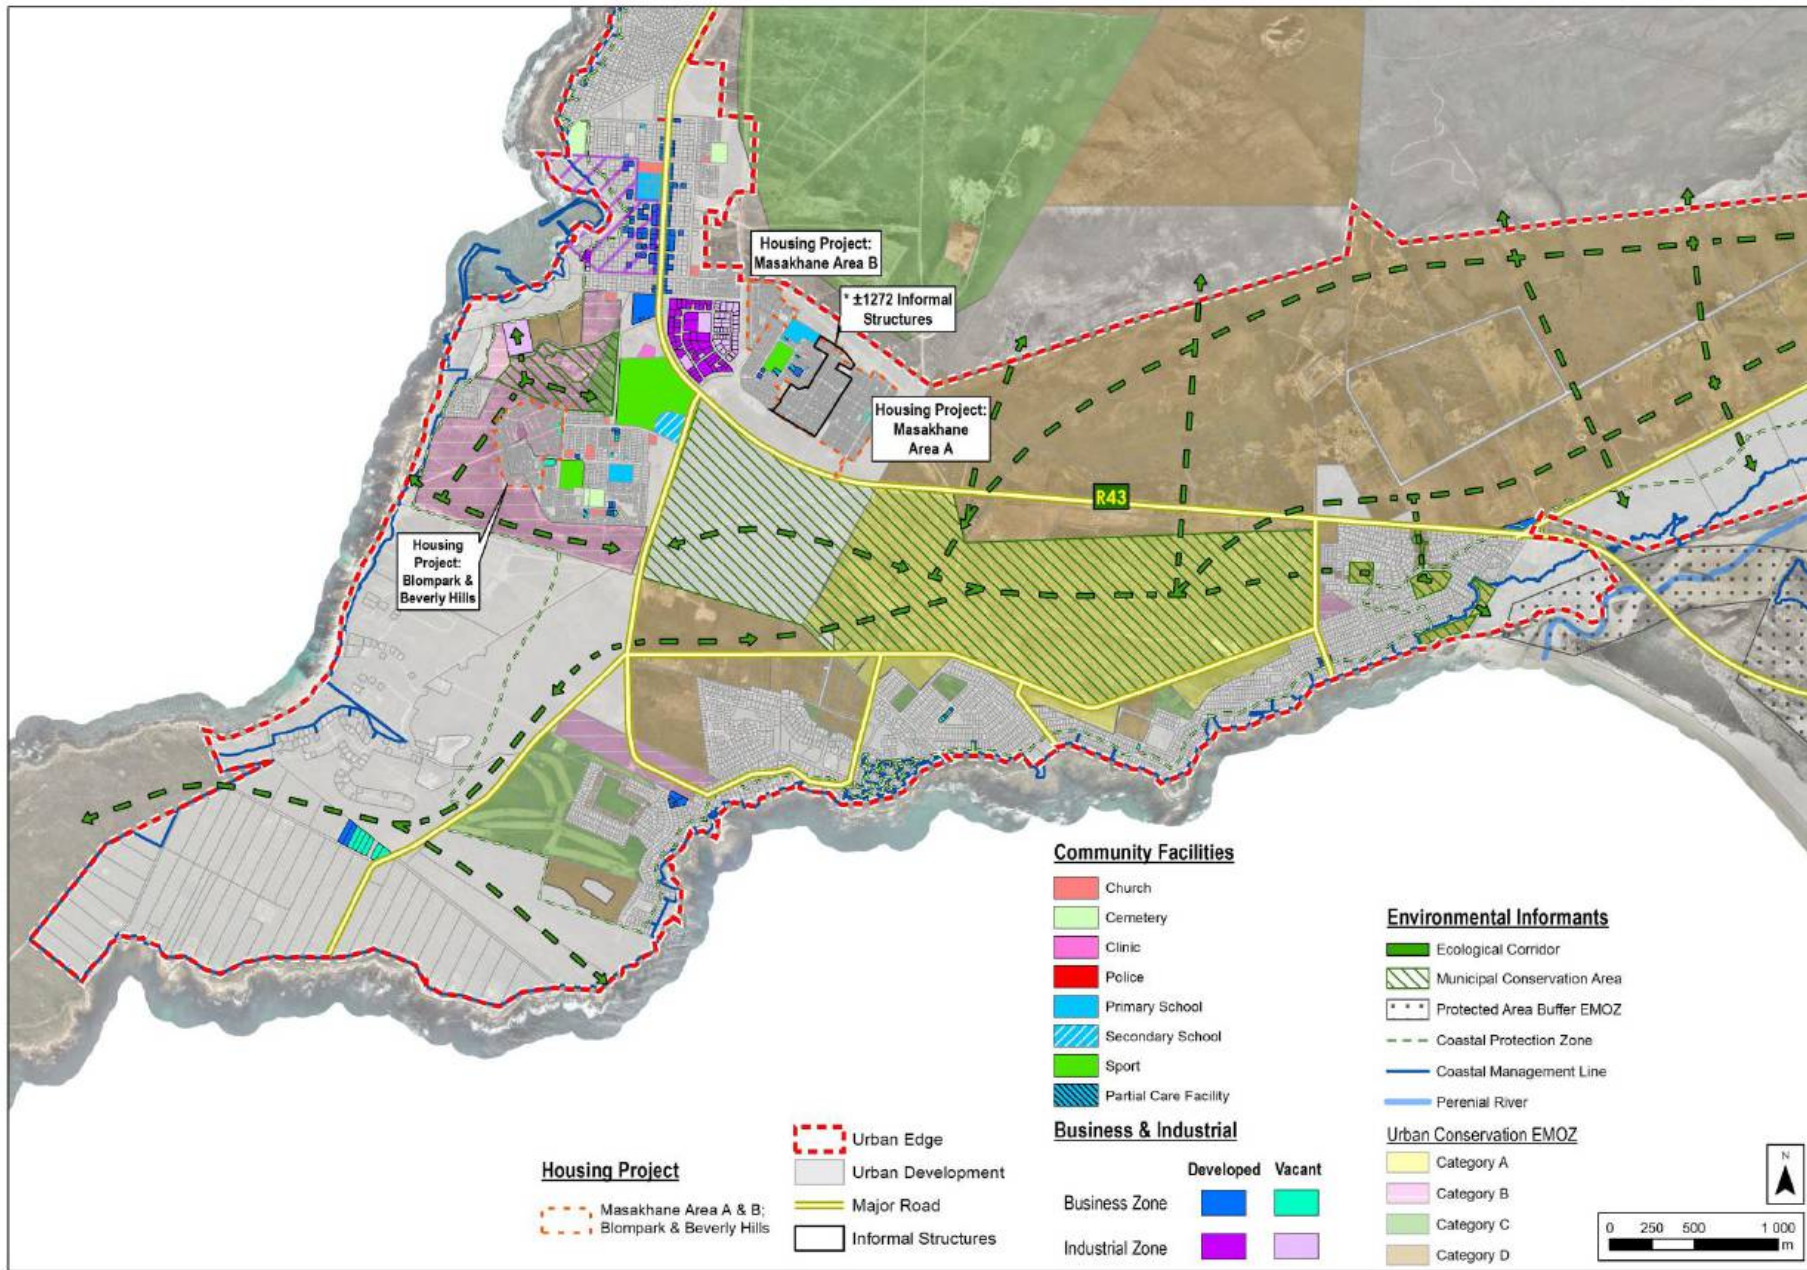 Housing Project:
Masakhane Area B
* ±1272 Informal
Structures
Housing Project:
Masakhane
Area A
R43
Housing
Project:
Blompark &
Beverly Hills
Housing Project
Masakhane Area A & B;
Blompark & Beverly Hills
Urban Edge
Urban Development
Major Road
Informal Structures
Community Facilities
Church
Cemetery
Clinic
Police
Primary School
Secondary School
Sport
Partial Care Facility
Business & Industrial
Developed Vacant
Business Zone
Industrial Zone
Environmental Informants
Ecological Corridor
Municipal Conservation Area
Protected Area Buffer EMOZ
Coastal Protection Zone
Coastal Management Line
Perenial River
Urban Conservation EMOZ
Category A
Category B
Category C
Category D
N
0 250 500 1 000
m